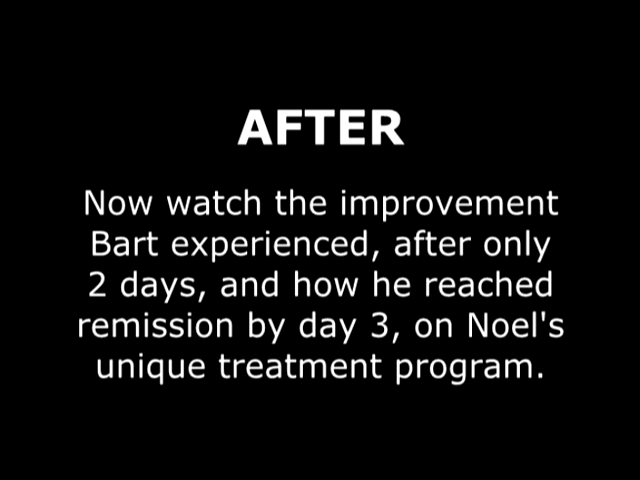 AFTER
Now watch the improvement
Bart experienced, after only
2 days, and how he reached
remission by day 3, on Noel's
unique treatment program.